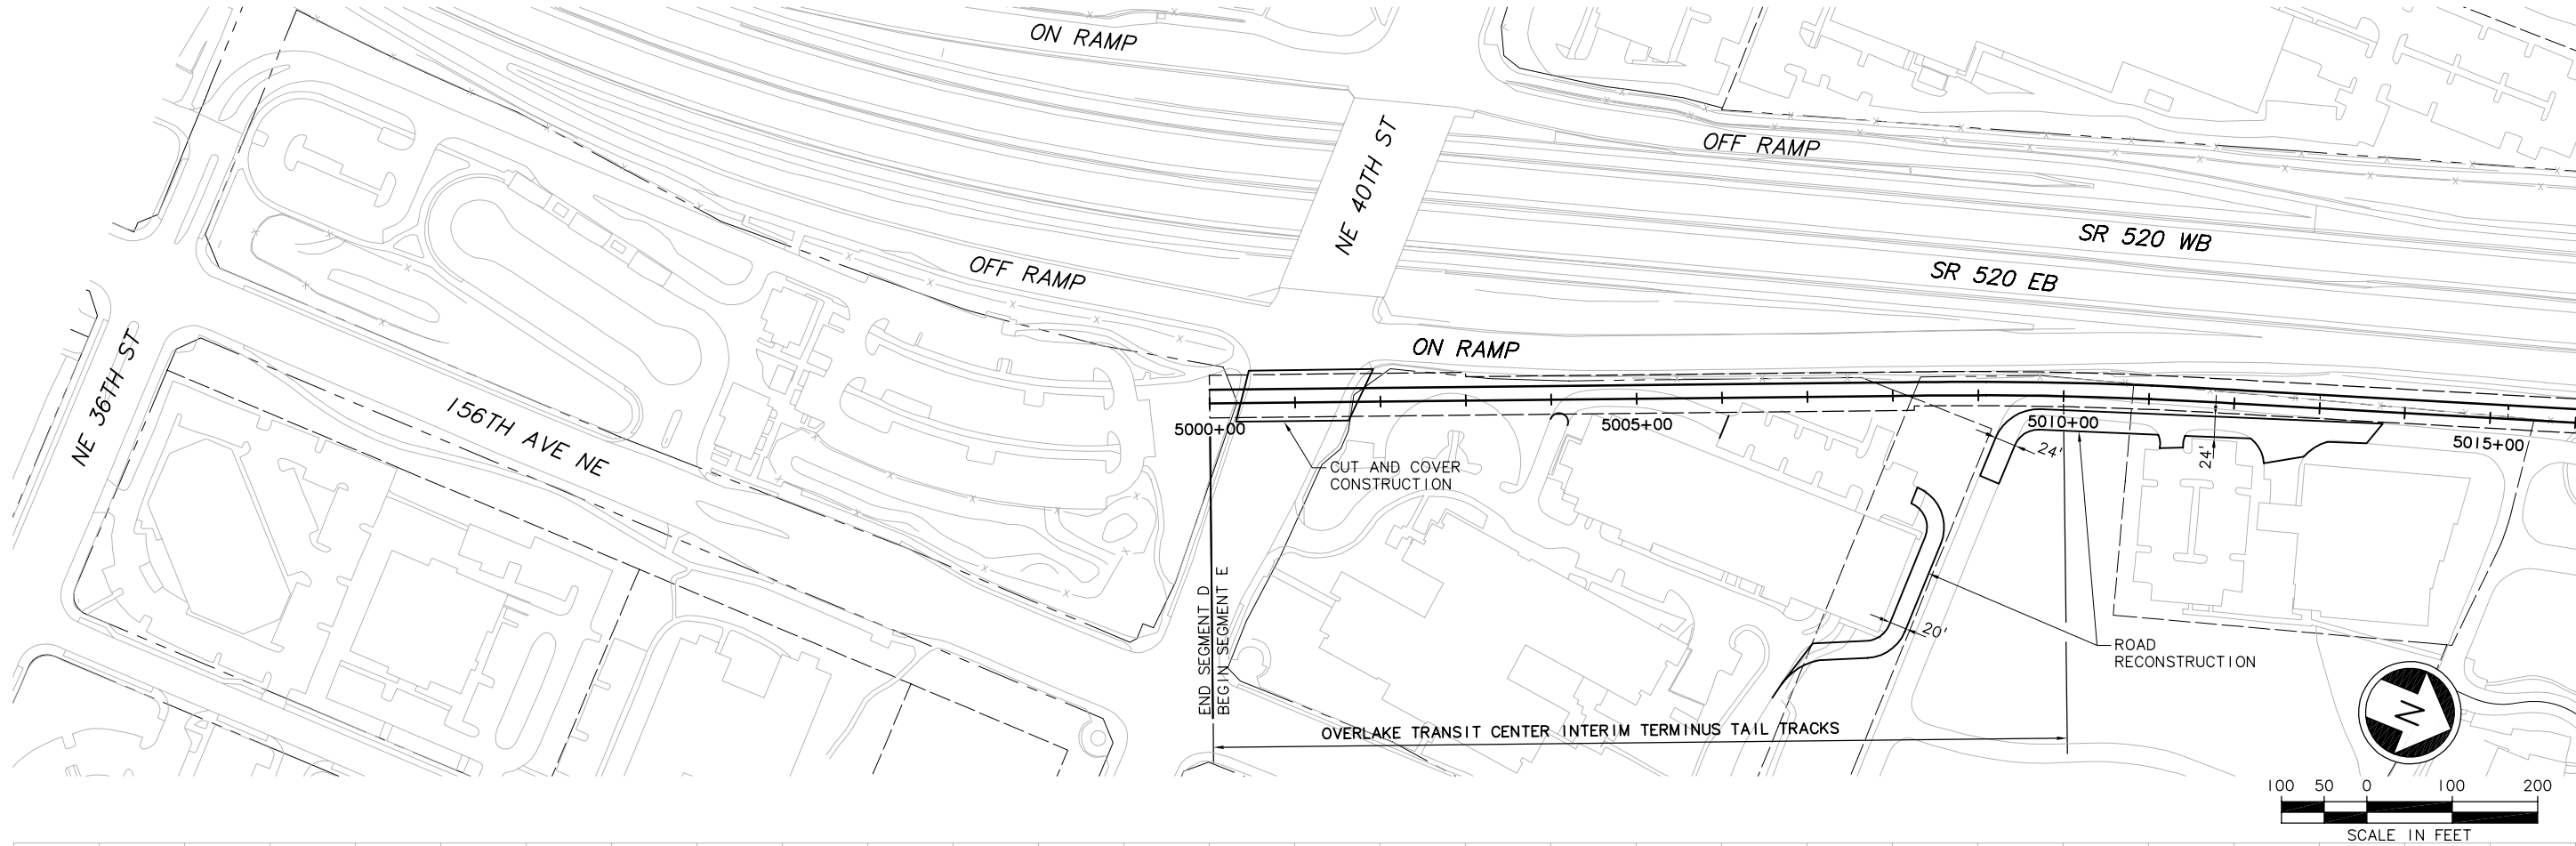 ON RAMP
NE 40TH ST
OFF RAMP
SR 520 WB
SR 520 EB
OFF RAMP
ON RAMP
NE 36TH ST
156TH AVE NE
5000+00
5005+00
5010+00
5015+00
CUT AND COVER
CONSTRUCTION
24'
24'
20'
END SEGMENT D
BEGIN SEGMENT E
ROAD
RECONSTRUCTION
OVERLAKE TRANSIT CENTER INTERIM TERMINUS TAIL TRACKS
N
100 50 0 100 200
SCALE IN FEET